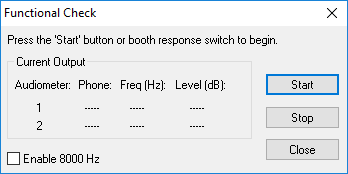 Functional Check
Press the 'Start' button or booth response switch to begin.
Current Output
Audiometer: Phone: Freq (Hz): Level (dB):
1 ----- ----- -----
2 ----- ----- -----
Start
Stop
Close
Enable 8000 Hz